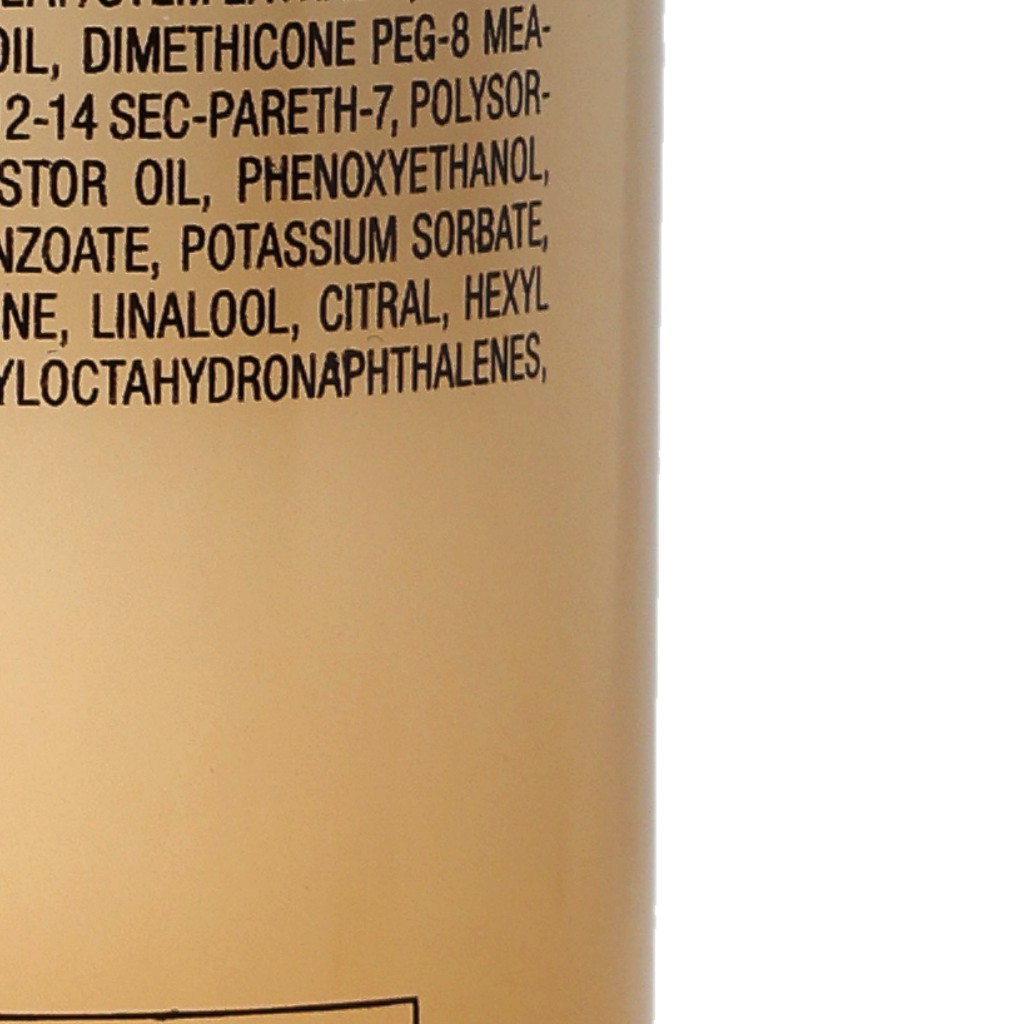 OIL, DIMETHICONE PEG-8 MEA-
2-14 SEC-PARETH-7, POLYSOR-
STOR OIL, PHENOXYETHANOL,
NZOATE, POTASSIUM SORBATE,
NE, LINALOOL, CITRAL, HEXYL
YLOCTAHYDRONAPHTHALENES,